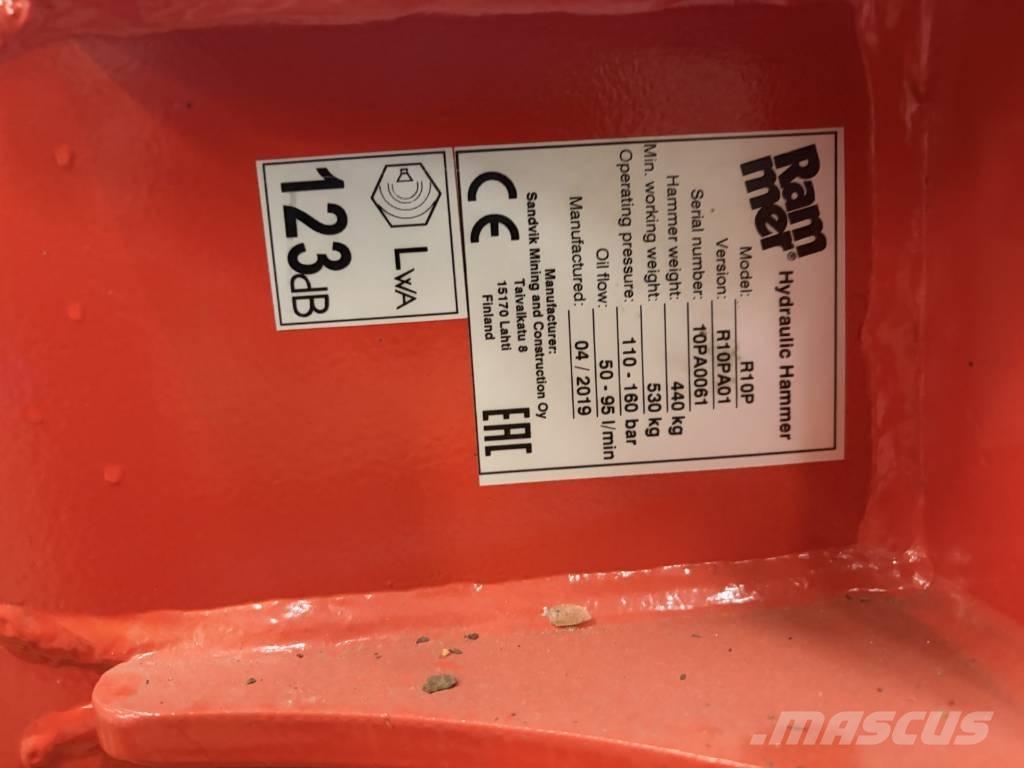 Ram
mer® Hydraulic Hammer
Model: R10P
Version: R10PA01
Serial number: 10PA0061
Hammer weight: 440 kg
Min. working weight: 530 kg
Operating pressure: 110 - 160 bar
Oil flow: 50 - 95 l/min
Manufactured: 04 / 2019
Manufacturer:
Sandvik Mining and Construction Oy
Taivalkatu 8
15170 Lahti
Finland
CE
EAC
LWA
123dB
MASCUS